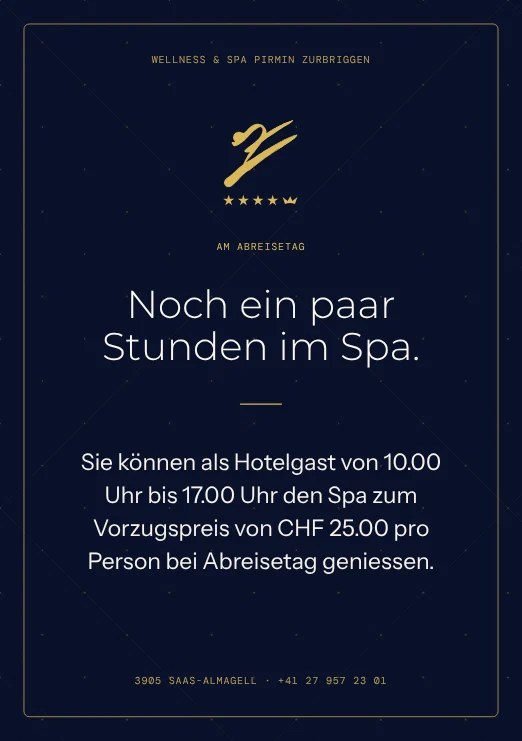 WELLNESS & SPA PIRMIN ZURBRIGGEN
AM ABREISETAG
Noch ein paar
Stunden im Spa.
Sie können als Hotelgast von 10.00
Uhr bis 17.00 Uhr den Spa zum
Vorzugspreis von CHF 25.00 pro
Person bei Abreisetag geniessen.
3905 SAAS-ALMAGELL · +41 27 957 23 01